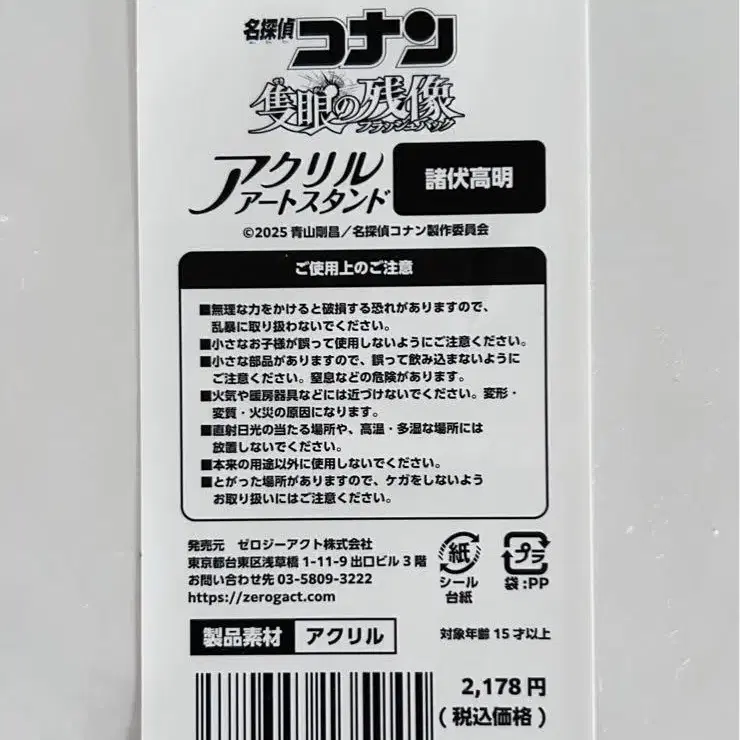 名探偵
コナン
隻眼の残像
フラッシュバック
アクリル
アートスタンド
諸伏高明
©2025 青山剛昌/名探偵コナン製作委員会
ご使用上のご注意
■無理な力をかけると破損する恐れがありますので、
乱暴に取り扱わないでください。
■小さなお子様が誤って使用しないようにご注意ください。
■小さな部品がありますので、誤って飲み込まないように
ご注意ください。窒息などの危険があります。
■火気や暖房器具などには近づけないでください。変形・
変質・火災の原因になります。
■直射日光の当たる場所や、高温・多湿な場所には
放置しないでください。
■本来の用途以外に使用しないでください。
■とがった場所がありますので、ケガをしないよう
お取り扱いにはご注意ください。
発売元 ゼロジーアクト株式会社
東京都台東区浅草橋 1-11-9 出口ビル 3 階
お問い合わせ先 03-5809-3222
https://zerogact.com
紙
シール
台紙
プラ
袋:PP
製品素材 アクリル
対象年齢 15 才以上
2,178 円
(税込価格)